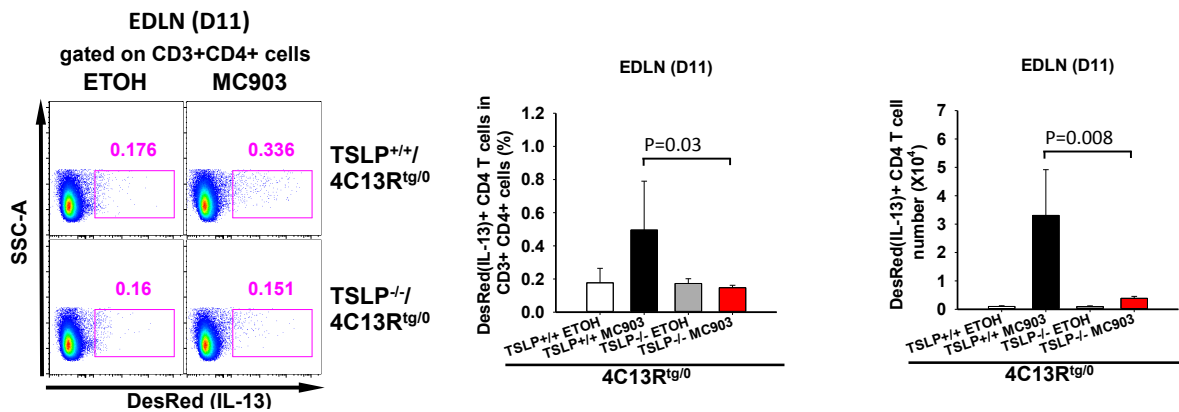 EDLN (D11)
gated on CD3+CD4+ cells
ETOH MC903
0.176 0.336
TSLP+/+/
4C13Rtg/0
0.16 0.151
TSLP-/-/
4C13Rtg/0
SSC-A
DesRed (IL-13)
EDLN (D11)
DesRed(IL-13)+ CD4 T cells in
CD3+ CD4+ cells (%)
1.2
1.0
0.8
0.6
0.4
0.2
0.0
P=0.03
TSLP+/+ ETOH
TSLP+/+ MC903
TSLP-/- ETOH
TSLP-/- MC903
4C13Rtg/0
EDLN (D11)
DesRed(IL-13)+ CD4 T cell
number (X10⁴)
7
6
5
4
3
2
1
0
P=0.008
TSLP+/+ ETOH
TSLP+/+ MC903
TSLP-/- ETOH
TSLP-/- MC903
4C13Rtg/0